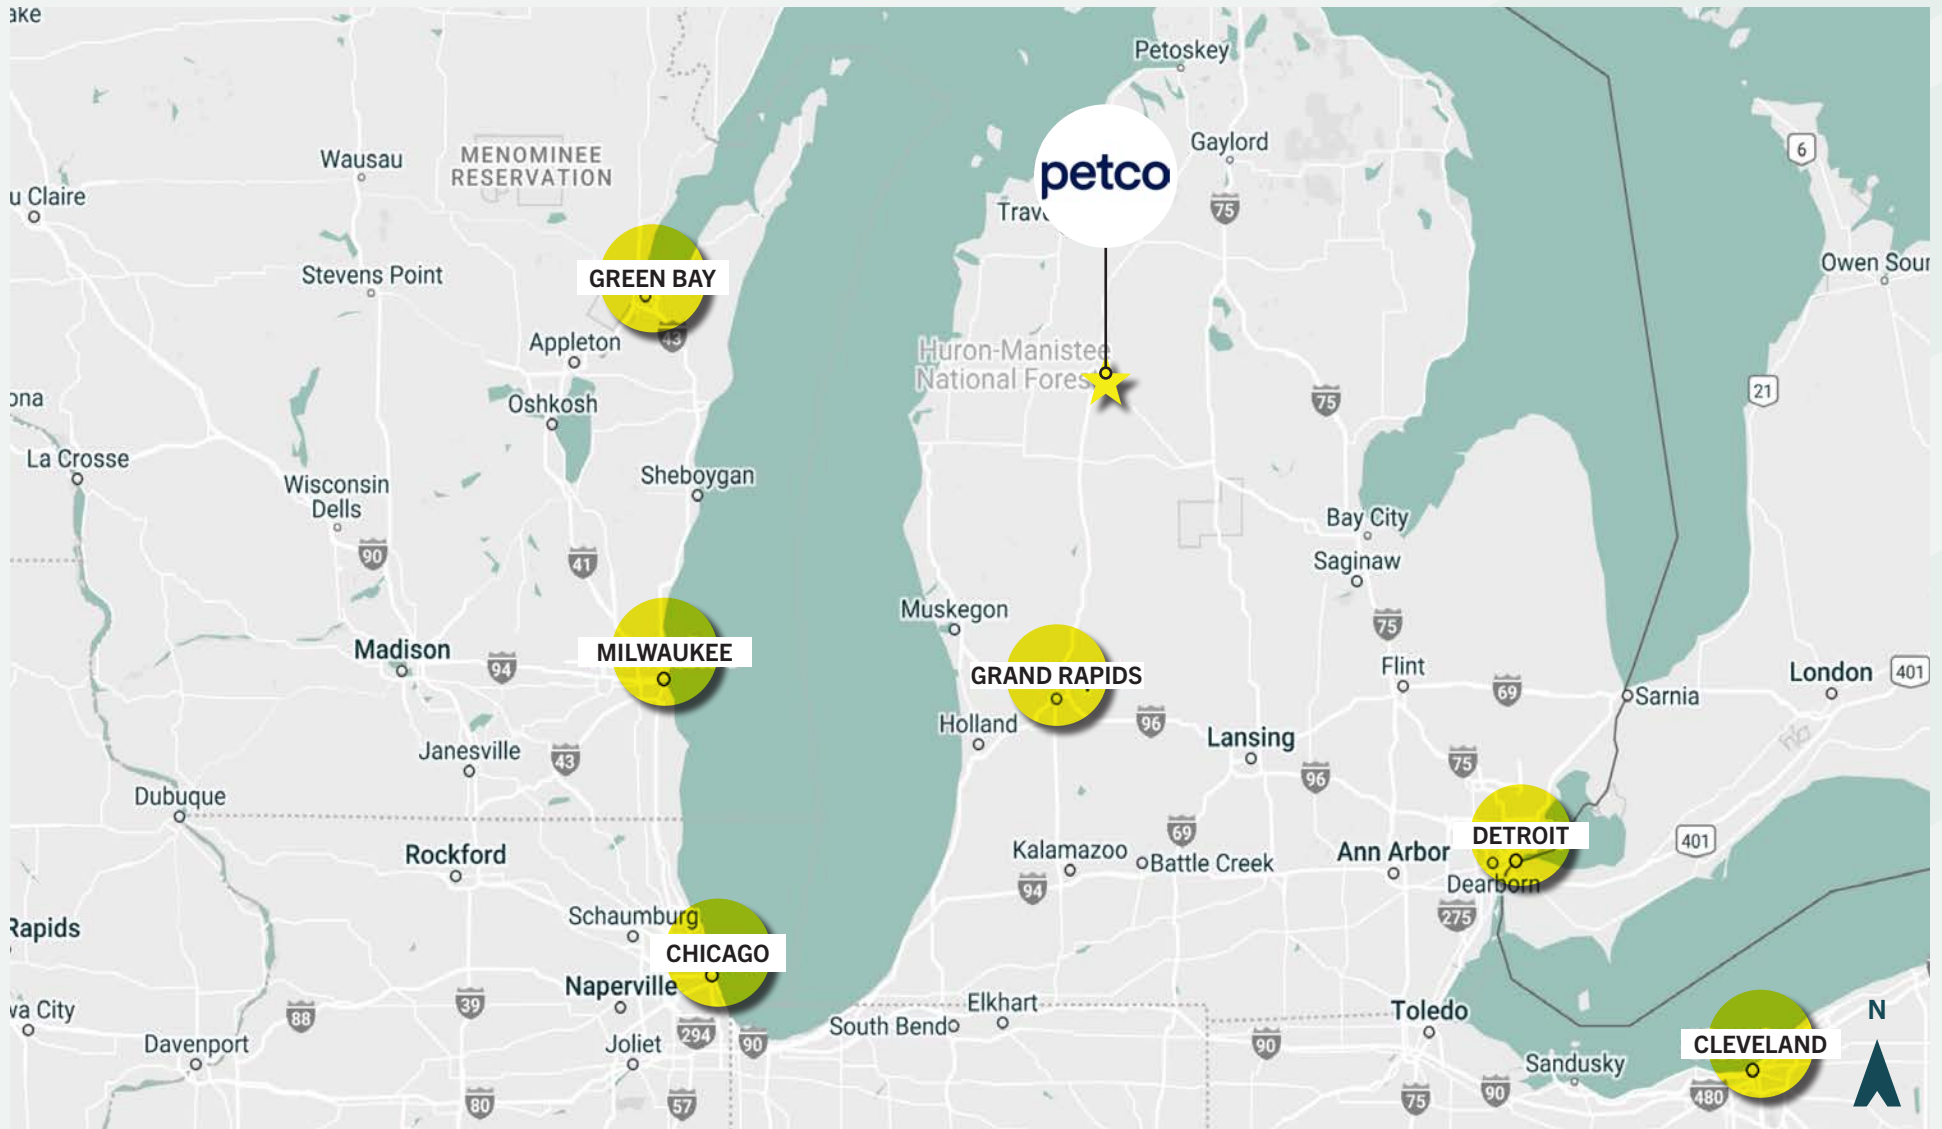 ake
Petoskey
Gaylord
6
Wausau
MENOMINEE
RESERVATION
petco
u Claire
Trave
75
Stevens Point
GREEN BAY
Owen Sour
43
Appleton
Huron-Manistee
National Fores
ona
Oshkosh
75
21
La Crosse
Wisconsin
Dells
Sheboygan
Bay City
90
41
Saginaw
Muskegon
75
Madison
94
MILWAUKEE
GRAND RAPIDS
Flint
69
Sarnia
London
401
Holland
96
Lansing
Janesville
43
75
96
Dubuque
69
DETROIT
401
Rockford
Kalamazoo
Battle Creek
Ann Arbor
94
Dearborn
Schaumburg
275
Rapids
CHICAGO
Naperville
39
Elkhart
wa City
88
Toledo
N
South Bend
294
90
90
Davenport
Joliet
CLEVELAND
Sandusky
80
57
75
90
480